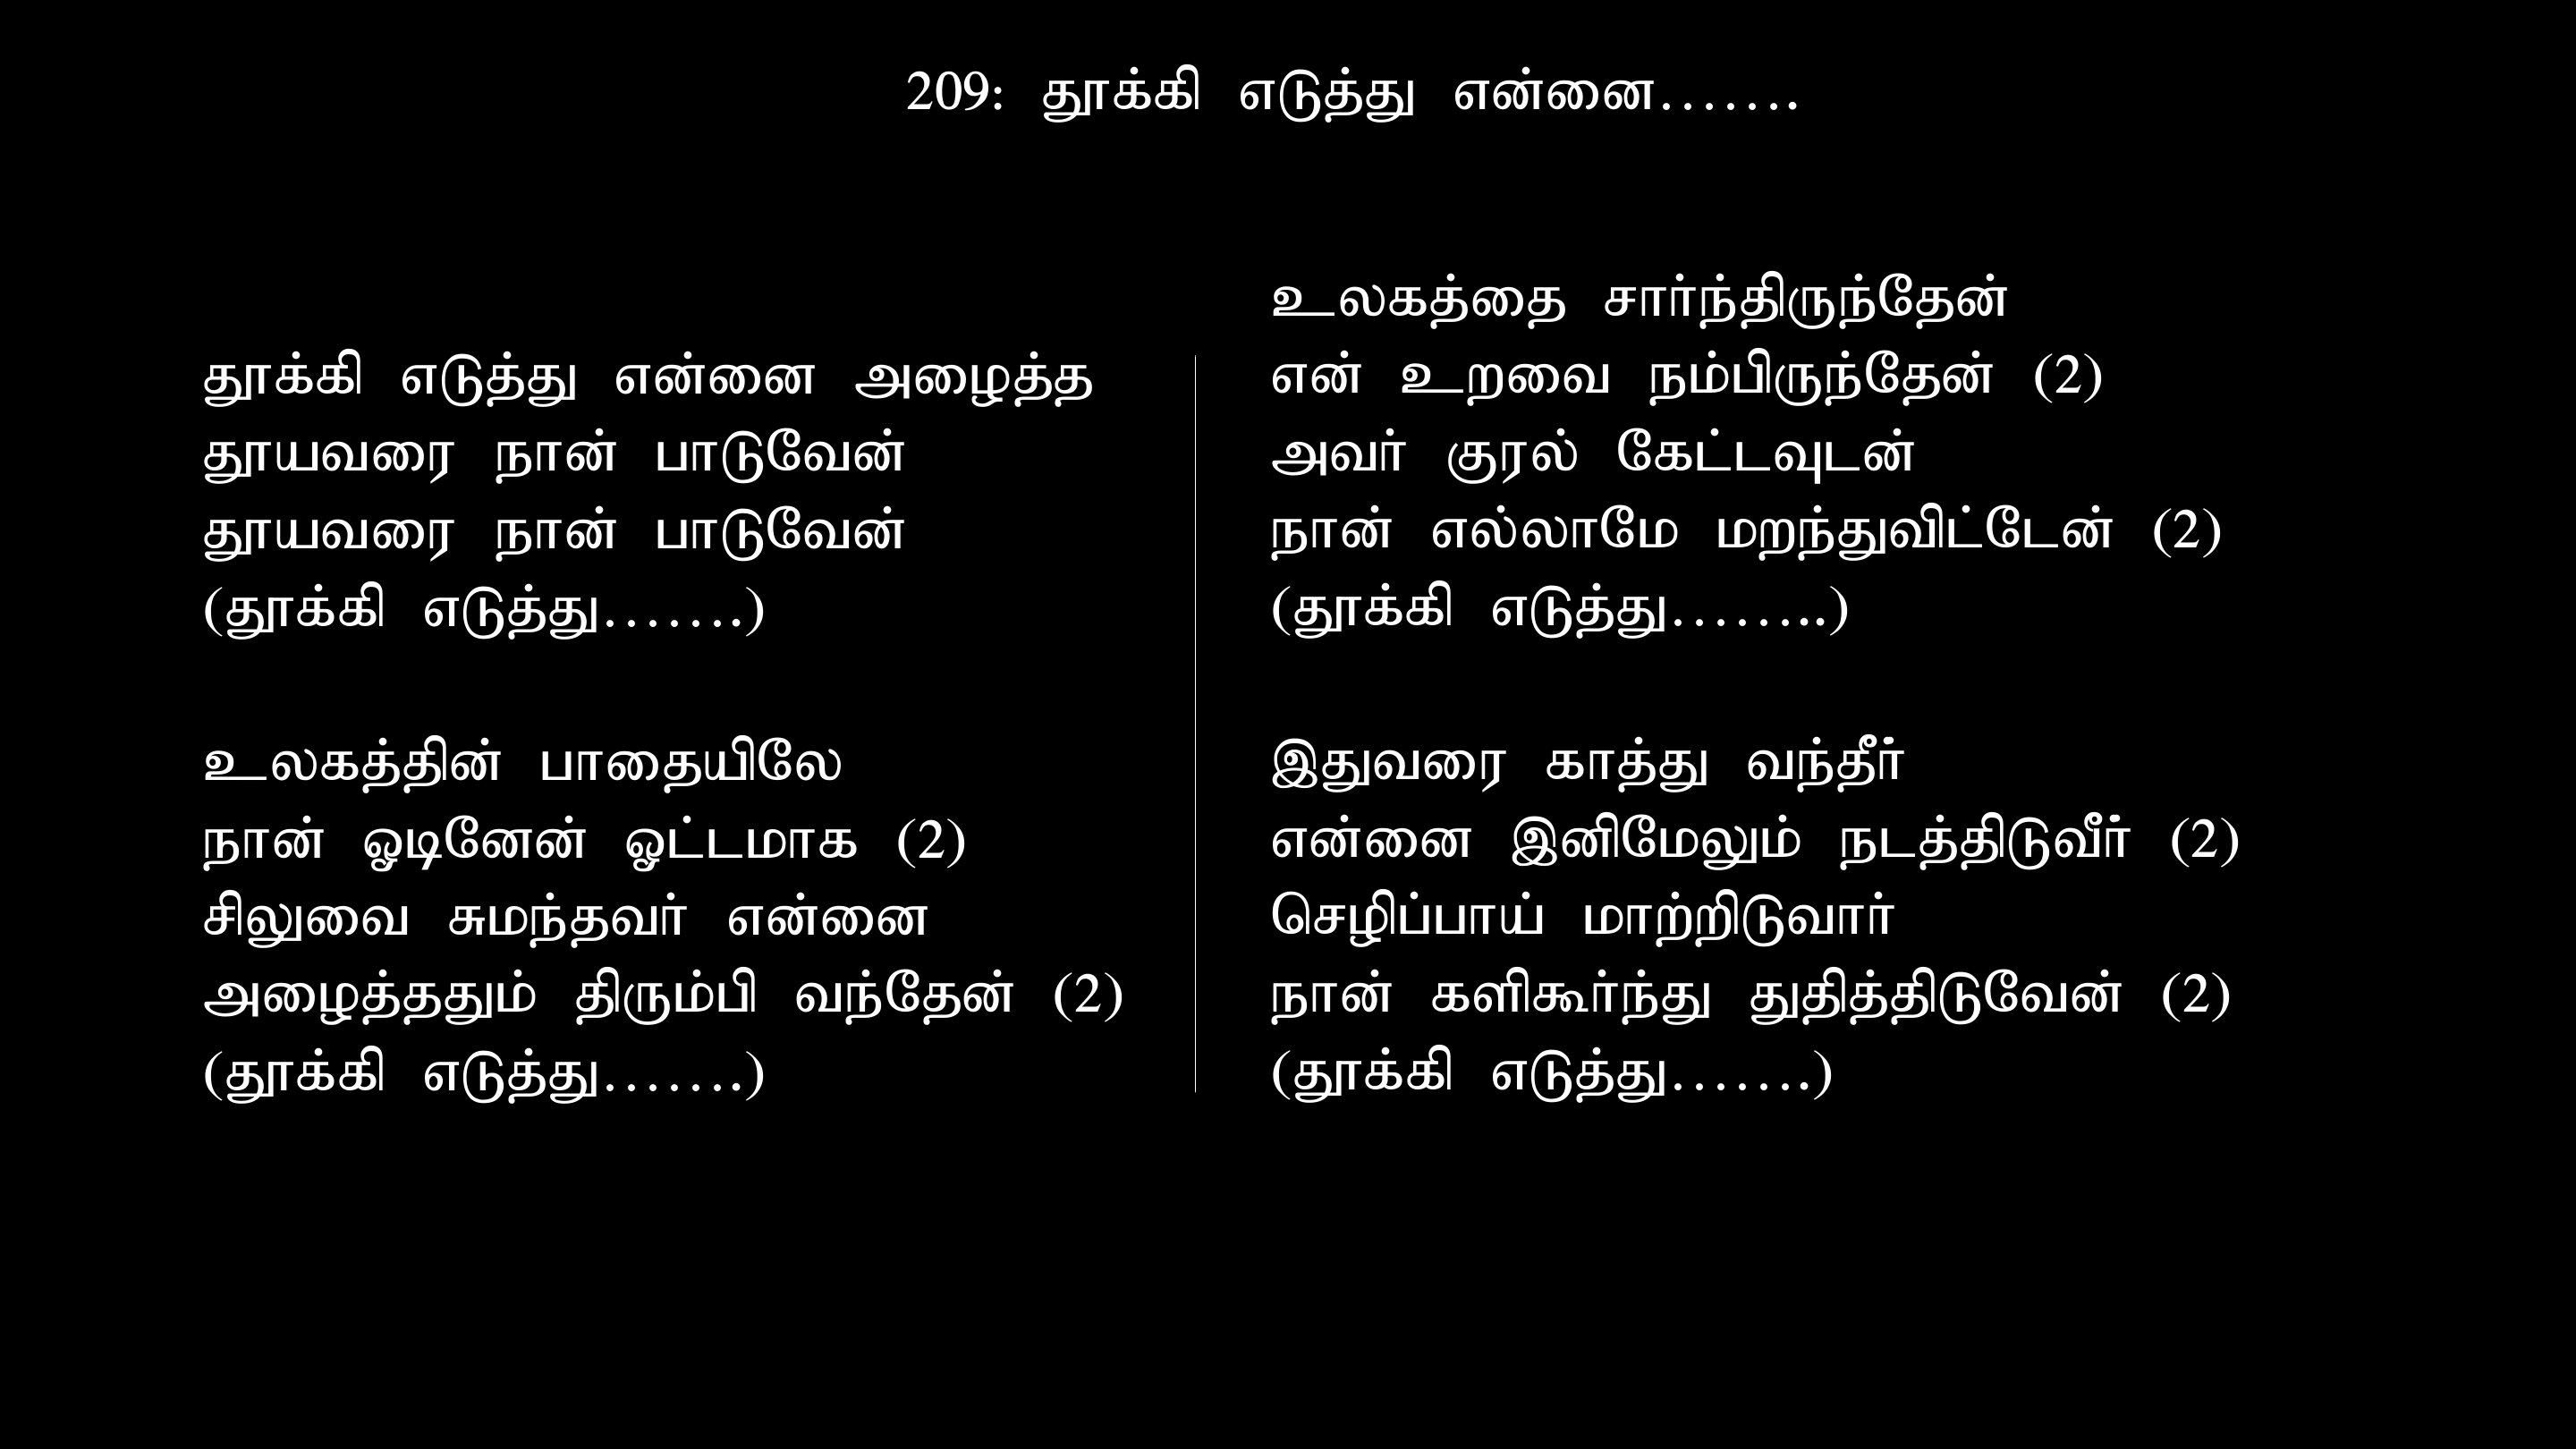 209: தூக்கி எடுத்து என்னை…….
தூக்கி எடுத்து என்னை அழைத்த
தூயவரை நான் பாடுவேன்
தூயவரை நான் பாடுவேன்
(தூக்கி எடுத்து…….)
உலகத்தின் பாதையிலே
நான் ஓடினேன் ஓட்டமாக (2)
சிலுவை சுமந்தவர் என்னை
அழைத்ததும் திரும்பி வந்தேன் (2)
(தூக்கி எடுத்து…….)
உலகத்தை சார்ந்திருந்தேன்
என் உறவை நம்பிருந்தேன் (2)
அவர் குரல் கேட்டவுடன்
நான் எல்லாமே மறந்துவிட்டேன் (2)
(தூக்கி எடுத்து……..)
இதுவரை காத்து வந்தீர்
என்னை இனிமேலும் நடத்திடுவீர் (2)
செழிப்பாய் மாற்றிடுவார்
நான் களிகூர்ந்து துதித்திடுவேன் (2)
(தூக்கி எடுத்து…….)